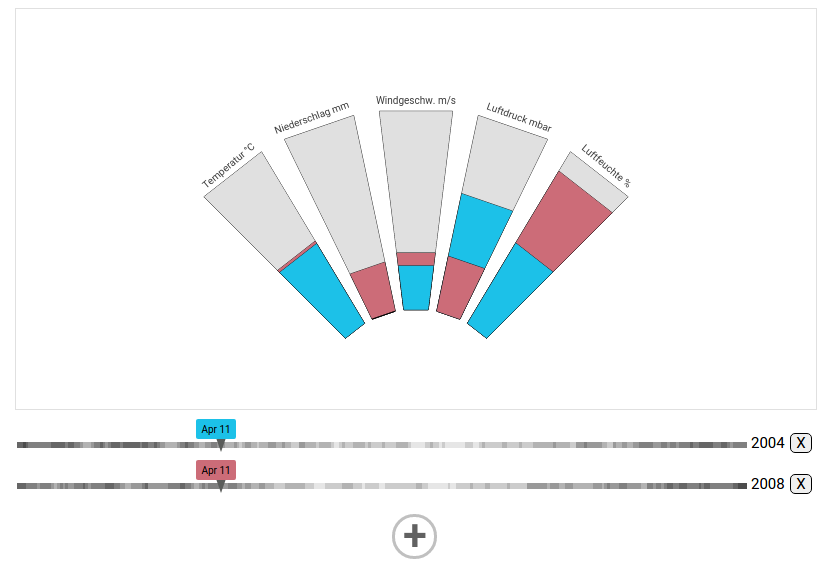 Temperatur °C
Niederschlag mm
Windgeschw. m/s
Luftdruck mbar
Luftfeuchte %
Apr 11
2004 X
Apr 11
2008 X